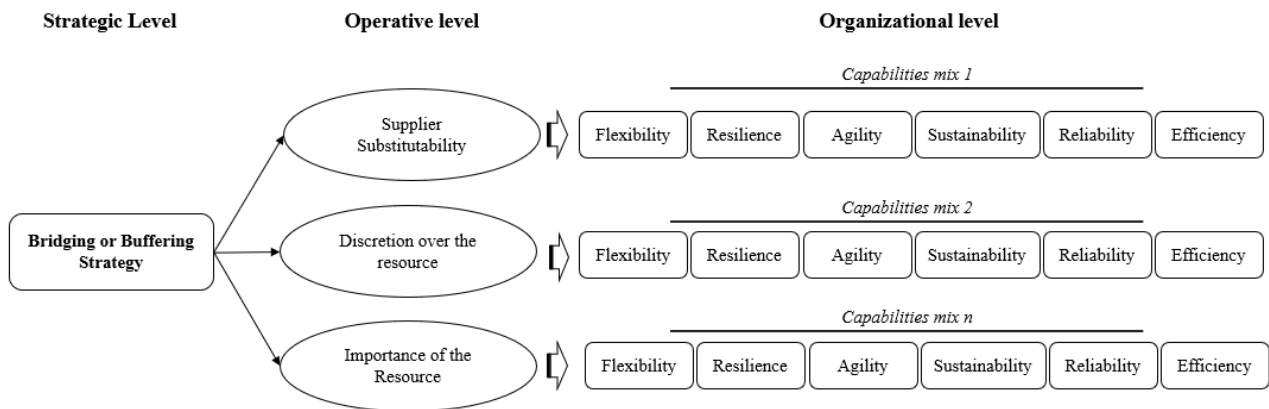 Strategic Level
Operative level
Organizational level
Capabilities mix 1
Supplier
Substitutability
Flexibility
Resilience
Agility
Sustainability
Reliability
Efficiency
Capabilities mix 2
Bridging or Buffering
Strategy
Discretion over the
resource
Flexibility
Resilience
Agility
Sustainability
Reliability
Efficiency
Capabilities mix n
Importance of the
Resource
Flexibility
Resilience
Agility
Sustainability
Reliability
Efficiency